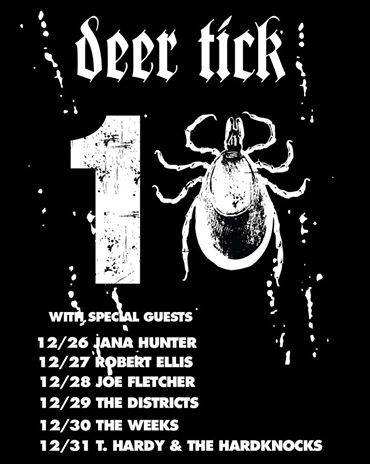 deer tick
1
WITH SPECIAL GUESTS
12/26 JANA HUNTER
12/27 ROBERT ELLIS
12/28 JOE FLETCHER
12/29 THE DISTRICTS
12/30 THE WEEKS
12/31 T. HARDY & THE HARDKNOCKS